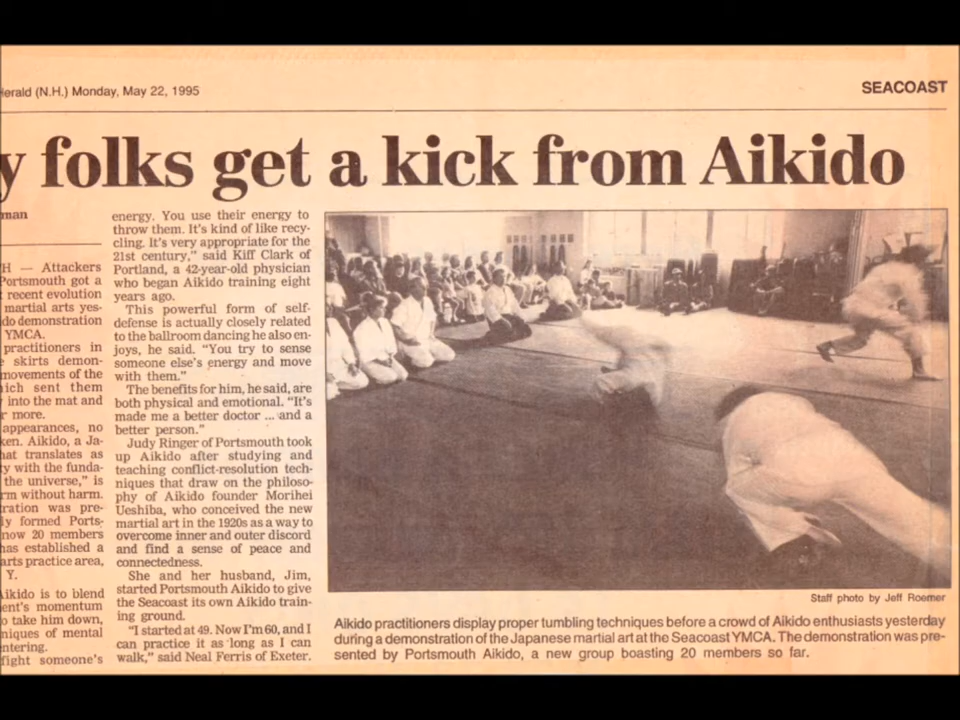 Herald (N.H.) Monday, May 22, 1995
SEACOAST
y folks get a kick from Aikido
man
H — Attackers
Portsmouth got a
recent evolution
martial arts yes-
do demonstration
YMCA.
practitioners in
skirts demon-
movements of the
ich sent them
into the mat and
r more.
appearances, no
ken. Aikido, a Ja-
hat translates as
y with the funda-
the universe," is
rm without harm.
ration was pre-
ly formed Ports-
now 20 members
has established a
arts practice area,
Y.
Aikido is to blend
ent's momentum
o take him down,
niques of mental
ntering.
fight someone's
energy. You use their energy to
throw them. It's kind of like recy-
cling. It's very appropriate for the
21st century," said Kiff Clark of
Portland, a 42-year-old physician
who began Aikido training eight
years ago.
This powerful form of self-
defense is actually closely related
to the ballroom dancing he also en-
joys, he said. "You try to sense
someone else's energy and move
with them."
The benefits for him, he said, are
both physical and emotional. "It's
made me a better doctor ... and a
better person."
Judy Ringer of Portsmouth took
up Aikido after studying and
teaching conflict-resolution tech-
niques that draw on the philoso-
phy of Aikido founder Morihei
Ueshiba, who conceived the new
martial art in the 1920s as a way to
overcome inner and outer discord
and find a sense of peace and
connectedness.
She and her husband, Jim,
started Portsmouth Aikido to give
the Seacoast its own Aikido train-
ing ground.
"I started at 49. Now I'm 60, and I
can practice it as long as I can
walk," said Neal Ferris of Exeter.
Staff photo by Jeff Roemer
Aikido practitioners display proper tumbling techniques before a crowd of Aikido enthusiasts yesterday
during a demonstration of the Japanese martial art at the Seacoast YMCA. The demonstration was pre-
sented by Portsmouth Aikido, a new group boasting 20 members so far.